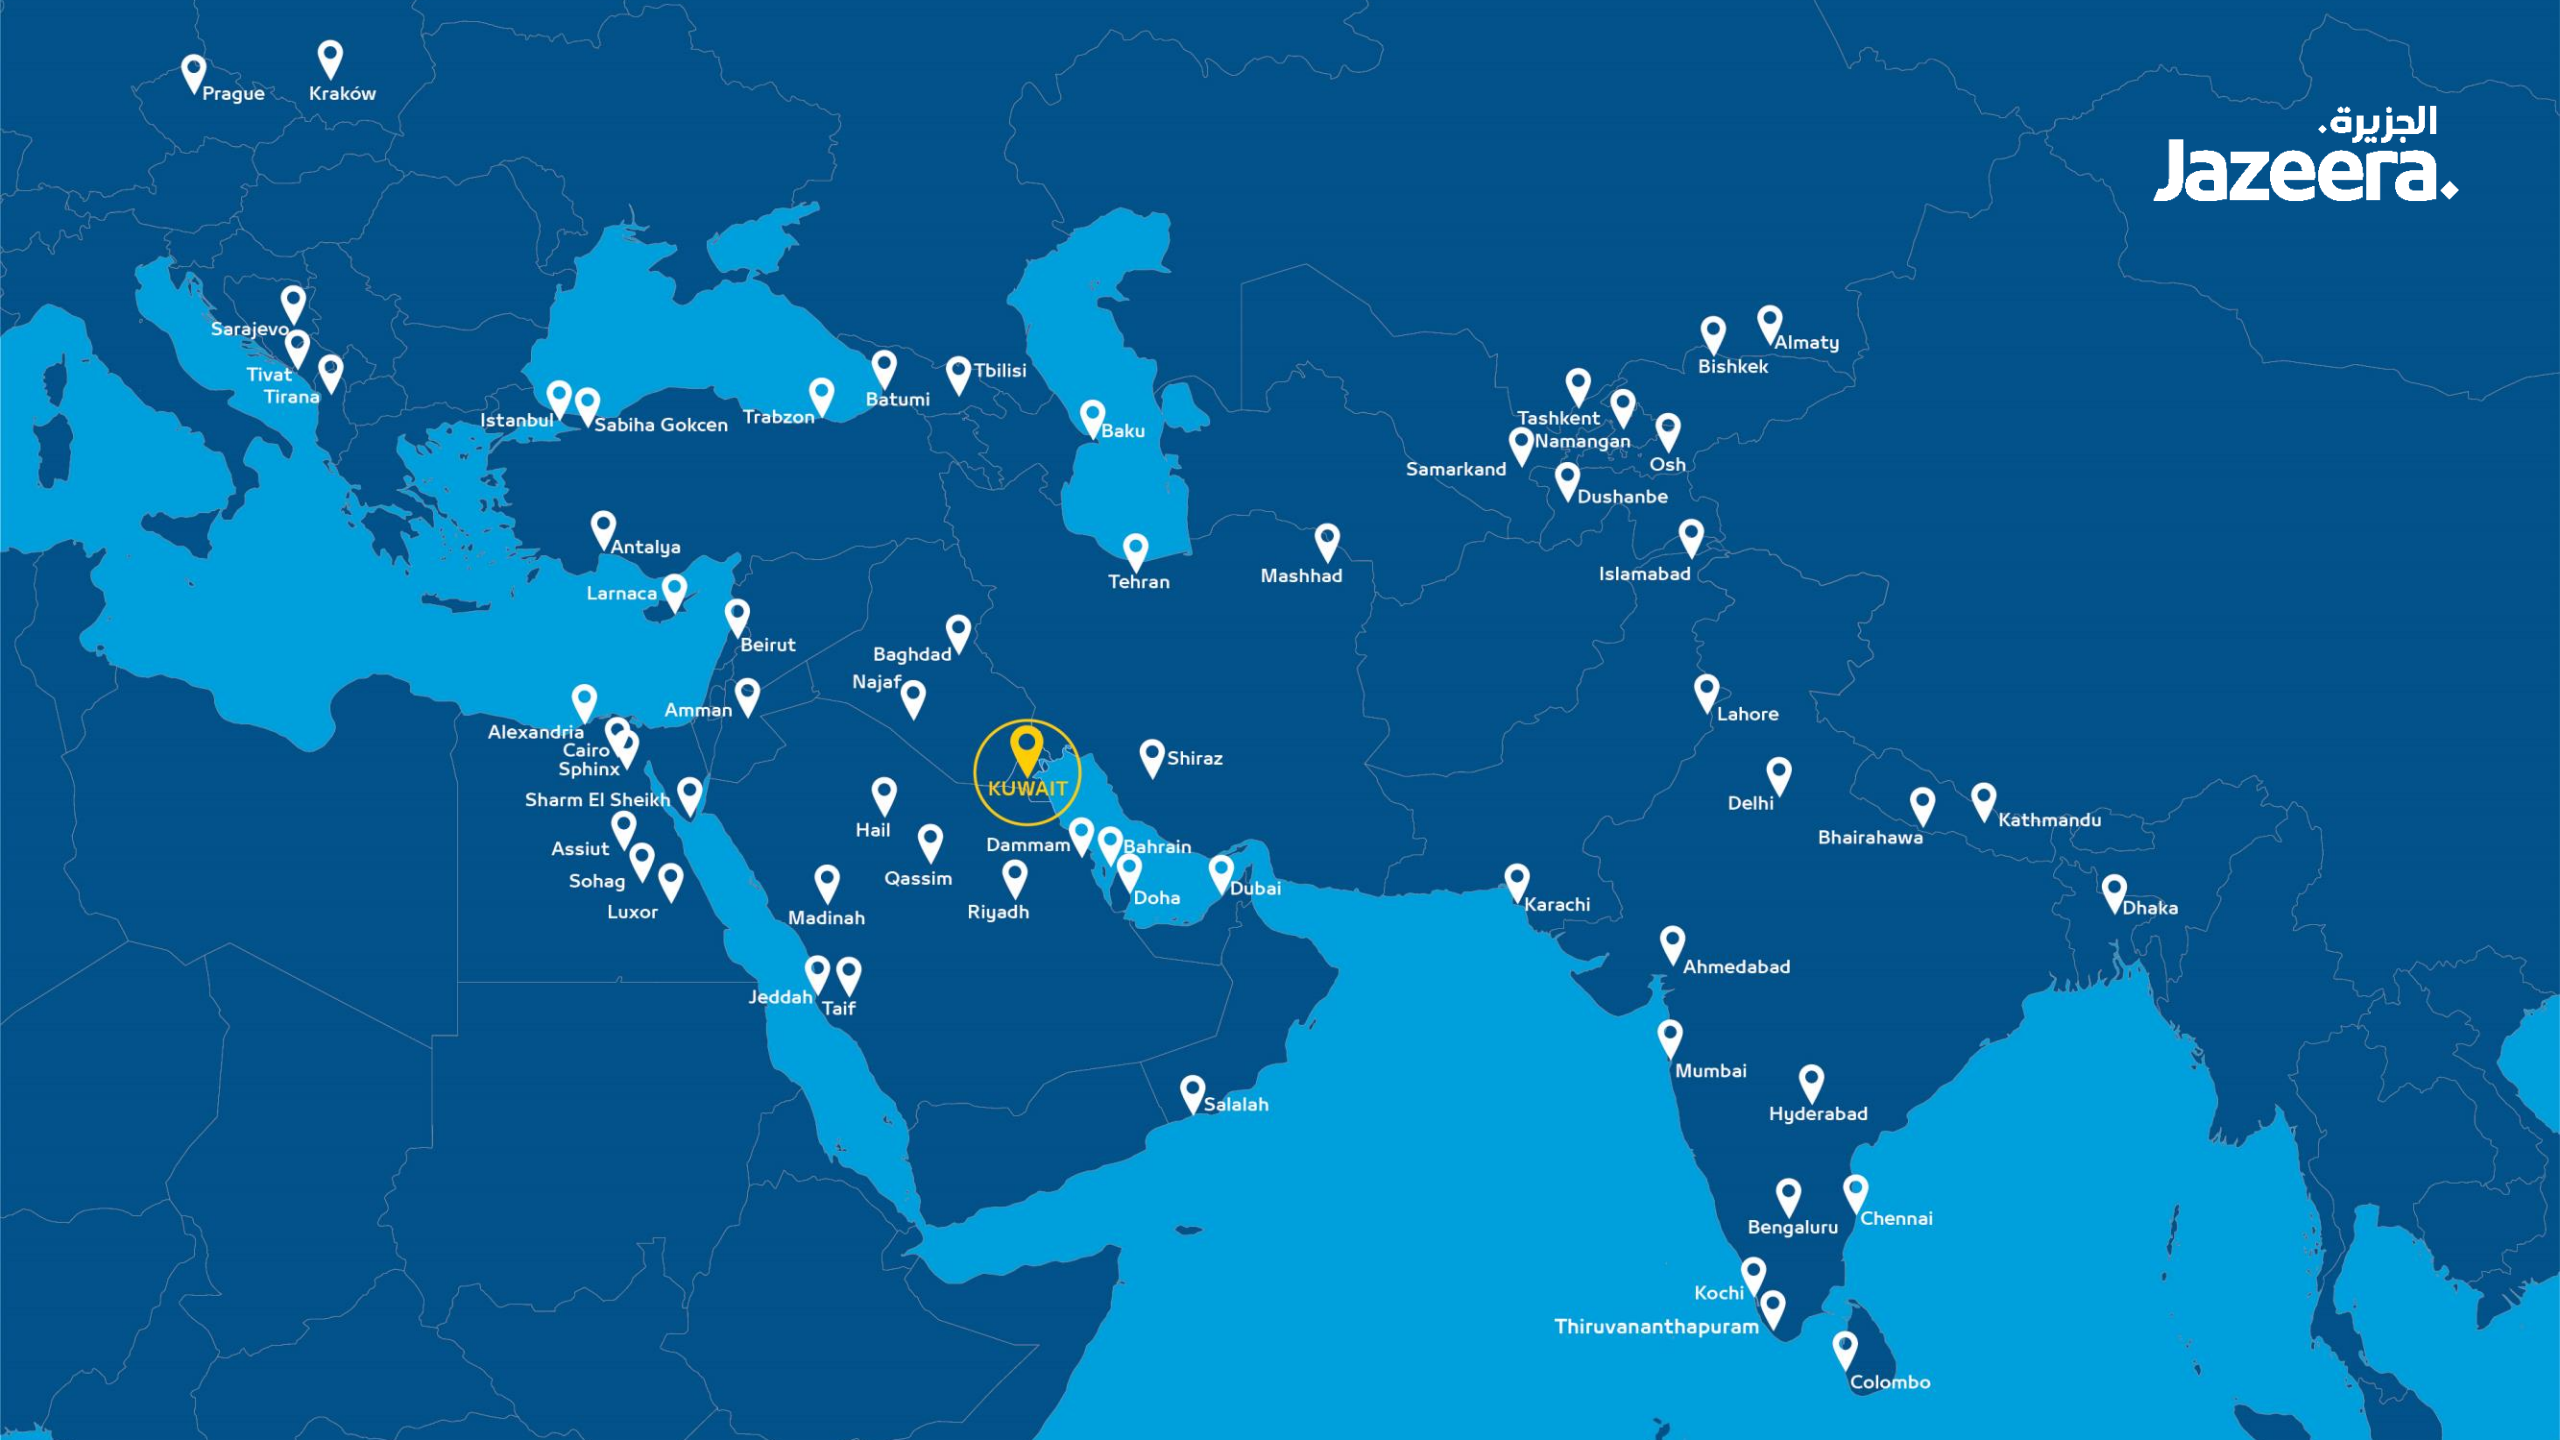 Prague
Kraków
الجزيرة.
Jazeera.
Sarajevo
Tivat
Tirana
Istanbul
Sabiha Gokcen
Trabzon
Batumi
Tbilisi
Baku
Almaty
Bishkek
Tashkent
Namangan
Samarkand
Osh
Dushanbe
Antalya
Larnaca
Tehran
Mashhad
Islamabad
Beirut
Baghdad
Najaf
Amman
Lahore
Alexandria
Cairo
Sphinx
Sharm El Sheikh
KUWAIT
Shiraz
Delhi
Bhairahawa
Kathmandu
Assiut
Sohag
Luxor
Hail
Qassim
Dammam
Bahrain
Madinah
Riyadh
Doha
Dubai
Karachi
Dhaka
Ahmedabad
Jeddah
Taif
Mumbai
Salalah
Hyderabad
Bengaluru
Chennai
Kochi
Thiruvananthapuram
Colombo